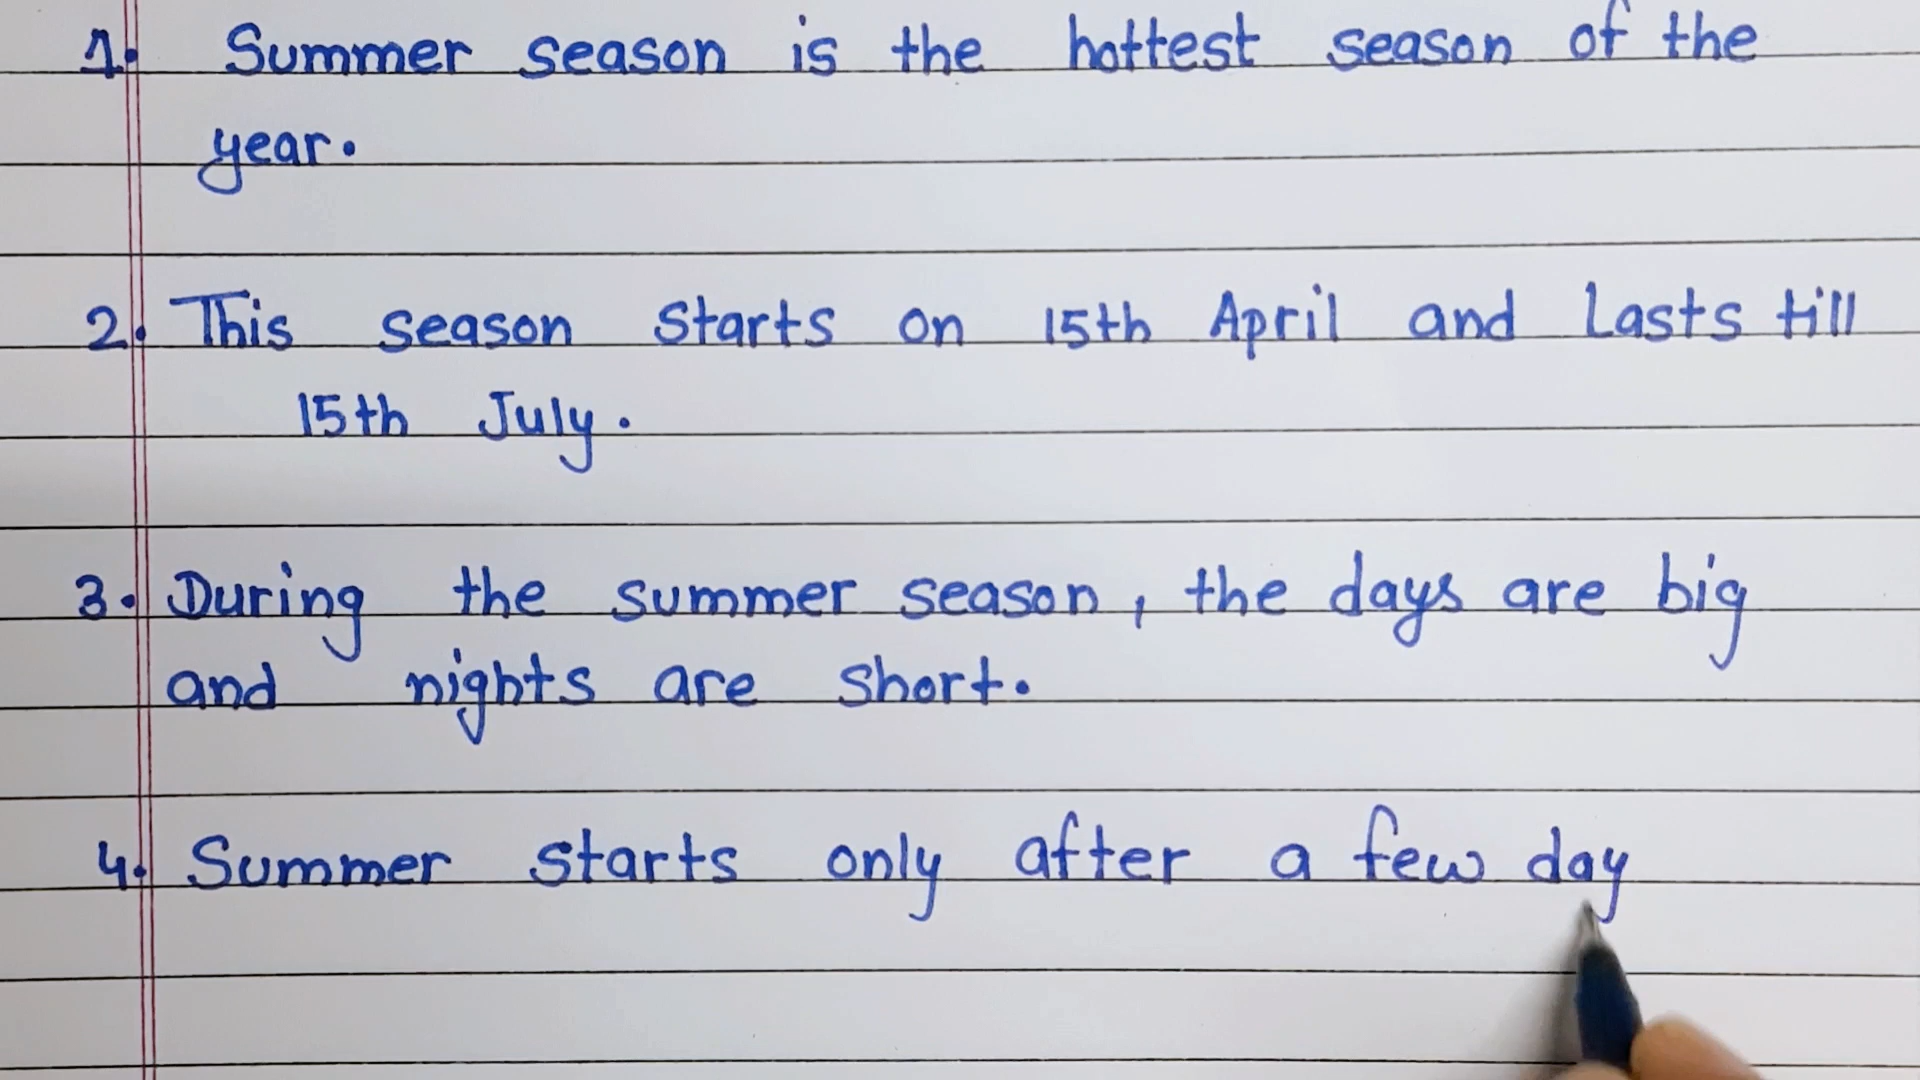 1. Summer season is the hottest season of the
year.
2. This season starts on 15th April and Lasts till
15th July.
3. During the summer season, the days are big
and nights are short.
4. Summer starts only after a few day